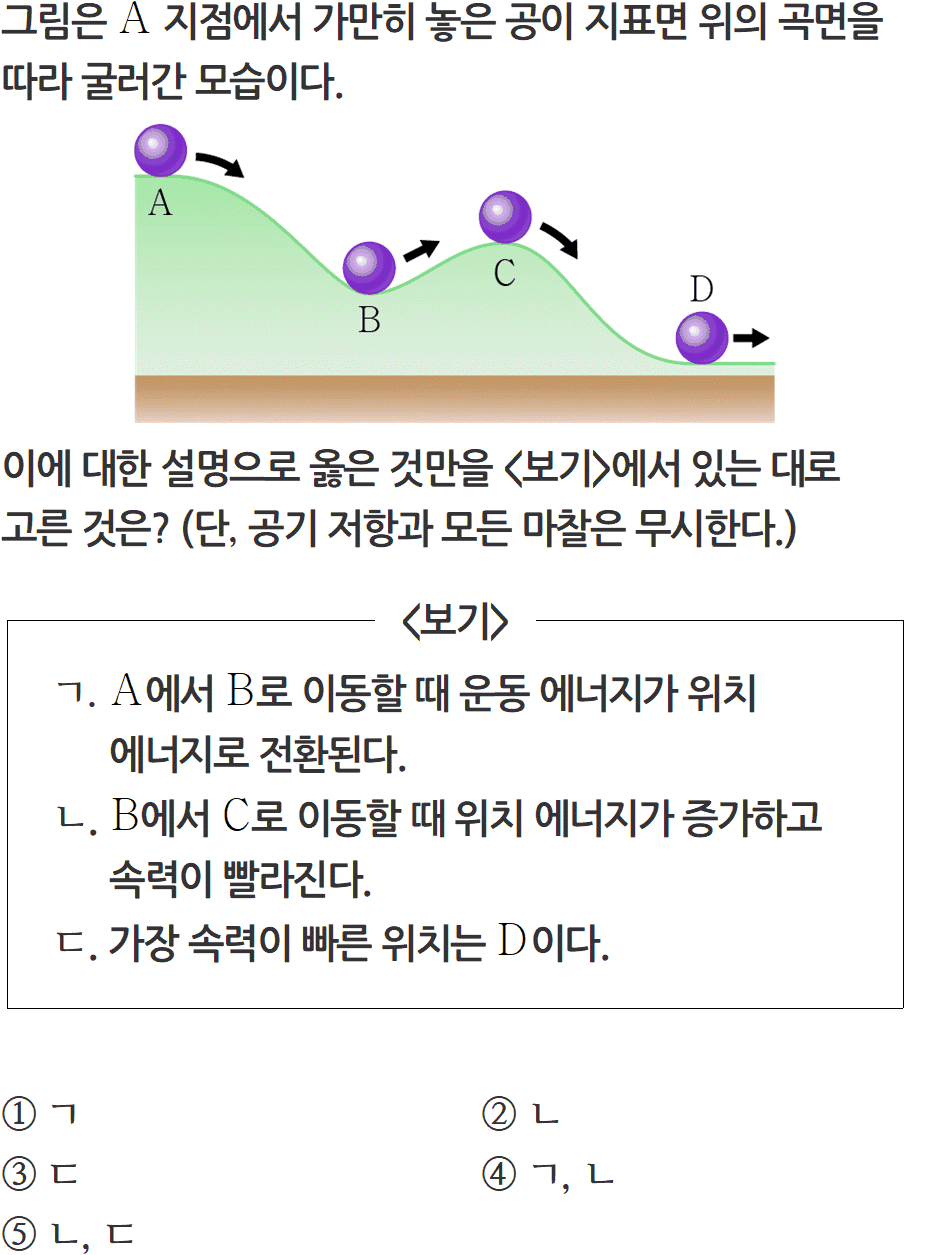 그림은 A 지점에서 가만히 놓은 공이 지표면 위의 곡면을
따라 굴러간 모습이다.
A
B
C
D
이에 대한 설명으로 옳은 것만을 <보기>에서 있는 대로
고른 것은? (단, 공기 저항과 모든 마찰은 무시한다.)
<보기>
ㄱ. A에서 B로 이동할 때 운동 에너지가 위치
에너지로 전환된다.
ㄴ. B에서 C로 이동할 때 위치 에너지가 증가하고
속력이 빨라진다.
ㄷ. 가장 속력이 빠른 위치는 D이다.
① ㄱ ② ㄴ
③ ㄷ ④ ㄱ, ㄴ
⑤ ㄴ, ㄷ